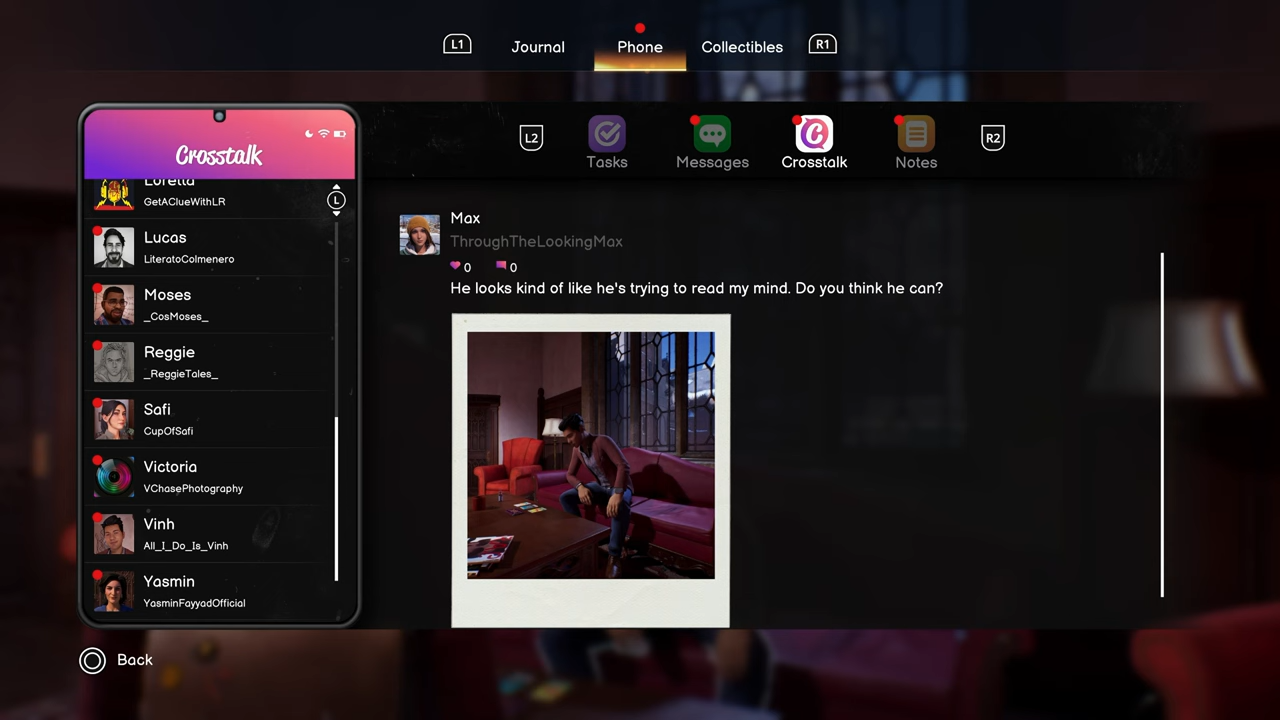 L1
Journal
Phone
Collectibles
R1
Crosstalk
L2
Tasks
Messages
Crosstalk
Notes
R2
Loretta
GetAClueWithLR
L
Lucas
LiteratoColmenero
Moses
_CosMoses_
Reggie
_ReggieTales_
Safi
CupOfSafi
Victoria
VChasePhotography
Vinh
All_I_Do_Is_Vinh
Yasmin
YasminFayyadOfficial
Max
ThroughTheLookingMax
0 0
He looks kind of like he's trying to read my mind. Do you think he can?
Back